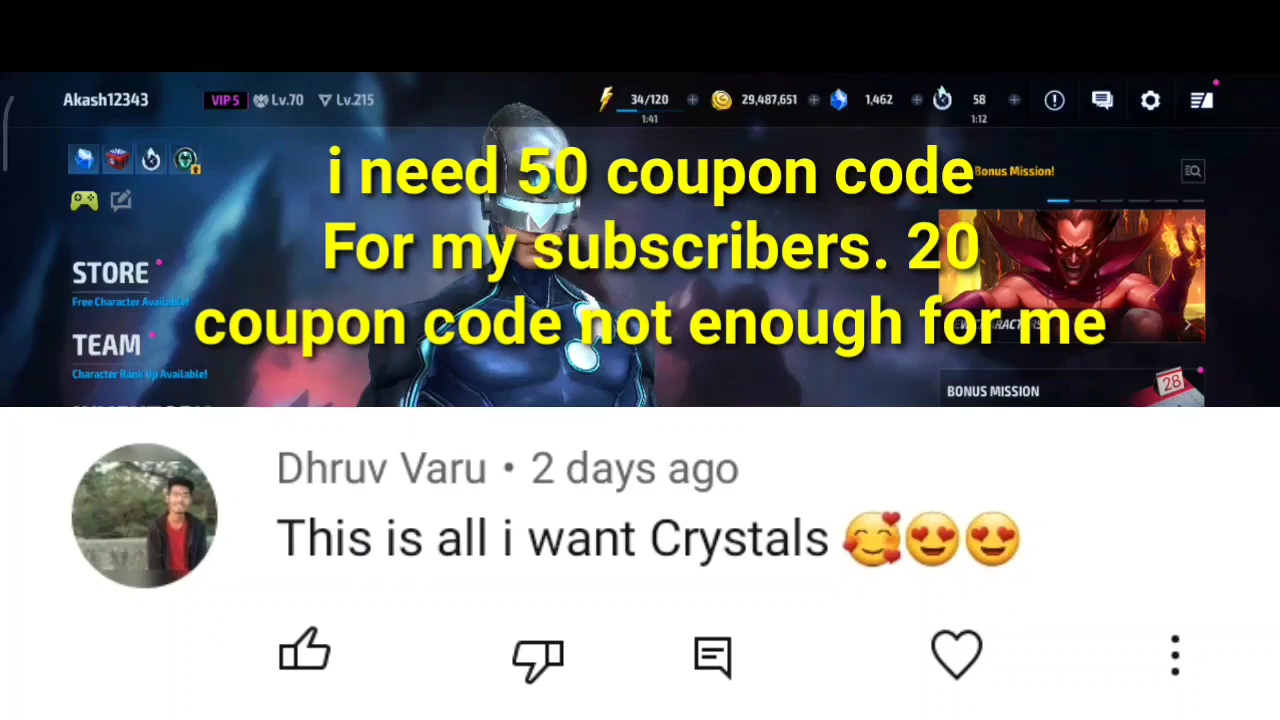 Akash12343 VIP 5 Lv.70 Lv.215 34/120 29,487,651 1,462 58
1:41 1:12
i need 50 coupon code
Bonus Mission!
For my subscribers. 20
STORE
Free Character Available!
coupon code not enough for me
TEAM
Character Rank Up Available!
28
BONUS MISSION
Dhruv Varu • 2 days ago
This is all i want Crystals 🥰😍😍